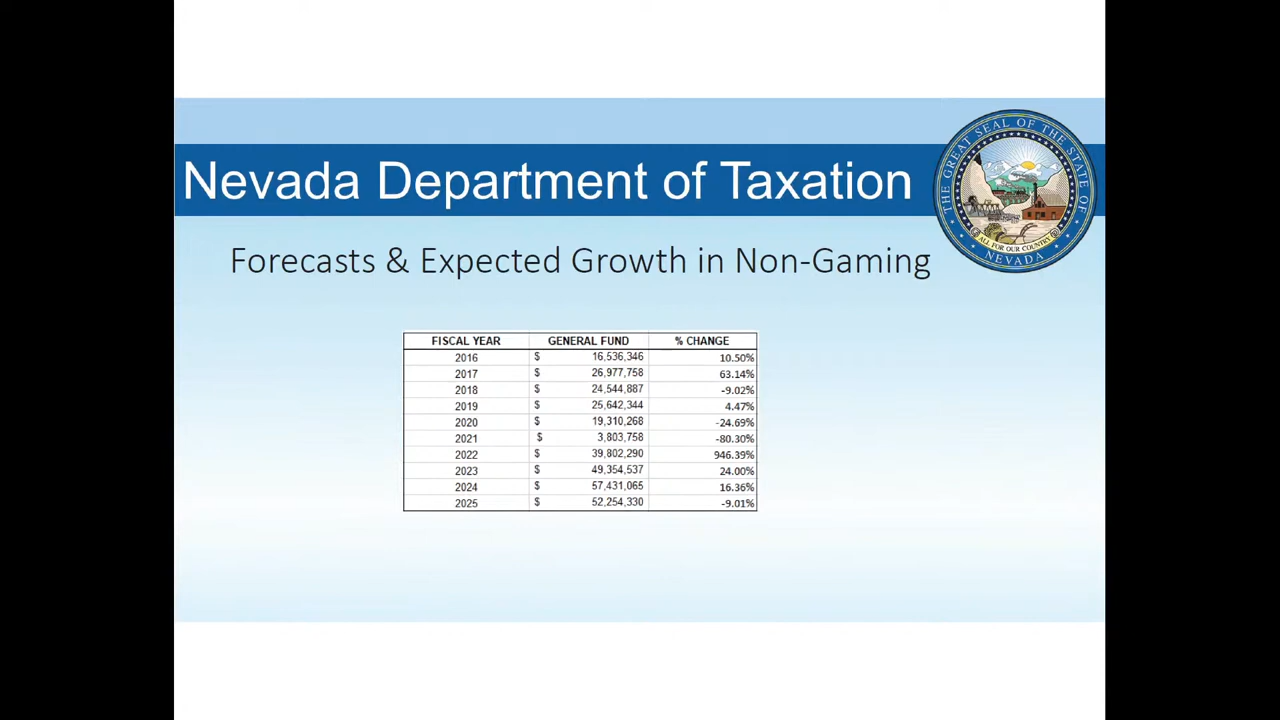 Nevada Department of Taxation
THE GREAT SEAL OF THE STATE OF NEVADA
ALL FOR OUR COUNTRY
Forecasts & Expected Growth in Non-Gaming
FISCAL YEAR GENERAL FUND % CHANGE
2016 $ 16,536,346 10.50%
2017 $ 26,977,758 63.14%
2018 $ 24,544,887 -9.02%
2019 $ 25,642,344 4.47%
2020 $ 19,310,268 -24.69%
2021 $ 3,803,758 -80.30%
2022 $ 39,802,290 946.39%
2023 $ 49,354,537 24.00%
2024 $ 57,431,065 16.36%
2025 $ 52,254,330 -9.01%